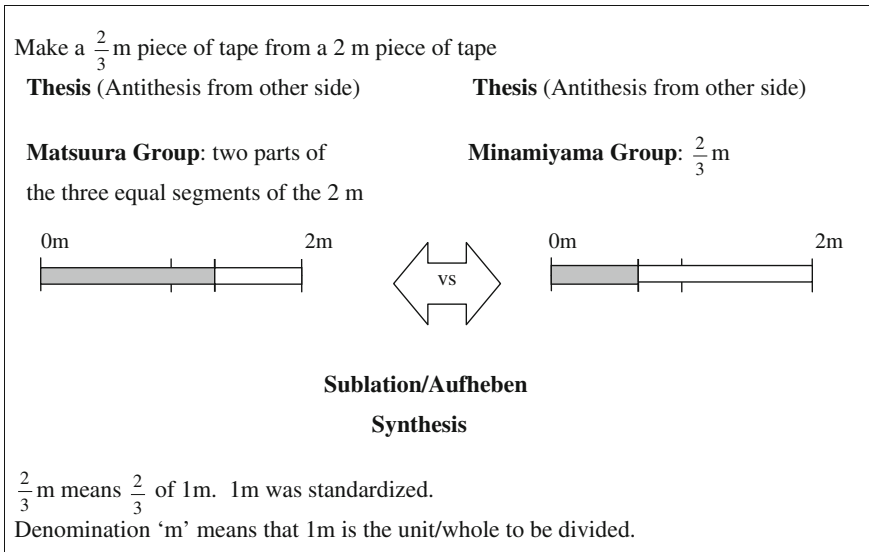 Make a 2/3 m piece of tape from a 2 m piece of tape
Thesis (Antithesis from other side) Thesis (Antithesis from other side)
Matsuura Group: two parts of
the three equal segments of the 2 m
Minamiyama Group: 2/3 m
0m 2m 0m 2m
vs
Sublation/Aufheben
Synthesis
2/3 m means 2/3 of 1m. 1m was standardized.
Denomination ‘m’ means that 1m is the unit/whole to be divided.